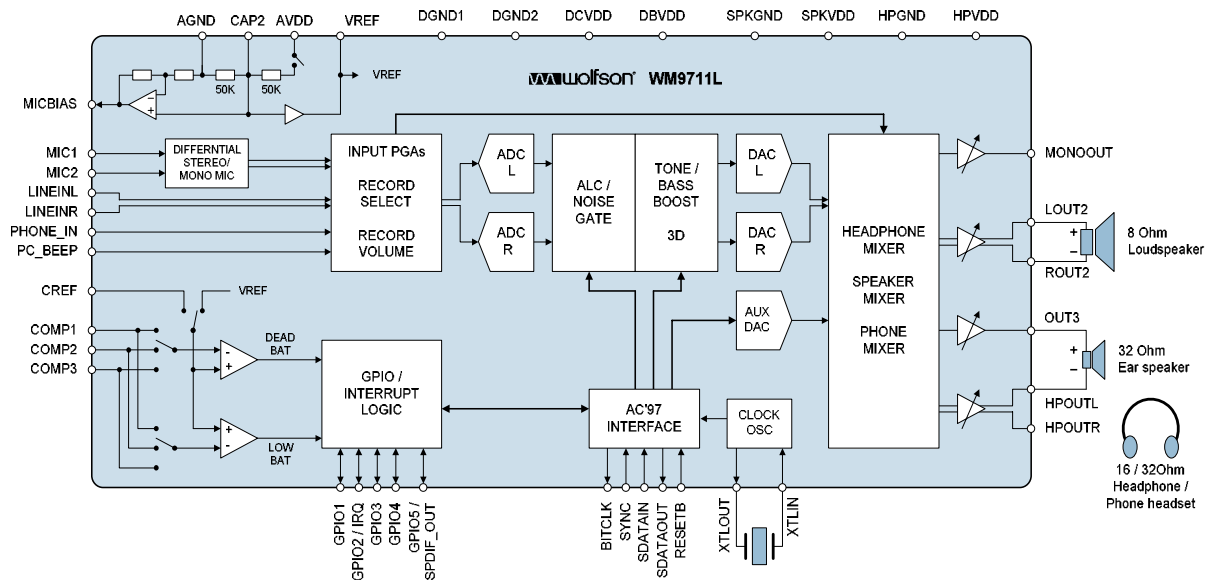 AGND CAP2 AVDD VREF DGND1 DGND2 DCVDD DBVDD SPKGND SPKVDD HPGND HPVDD
VREF
wolfson WM9711L
50K 50K
MICBIAS
MIC1
MIC2
LINEINL
LINEINR
PHONE_IN
PC_BEEP
DIFFERNTIAL
STEREO/
MONO MIC
INPUT PGAs
RECORD
SELECT
RECORD
VOLUME
ADC
L
ADC
R
ALC /
NOISE
GATE
TONE /
BASS
BOOST
3D
DAC
L
DAC
R
AUX
DAC
HEADPHONE
MIXER
SPEAKER
MIXER
PHONE
MIXER
MONOOUT
LOUT2
+
−
ROUT2
8 Ohm
Loudspeaker
OUT3
+
−
32 Ohm
Ear speaker
HPOUTL
HPOUTR
16 / 32Ohm
Headphone /
Phone headset
CREF
VREF
COMP1
COMP2
COMP3
-
+
DEAD
BAT
+
-
LOW
BAT
-
+
GPIO /
INTERRUPT
LOGIC
AC'97
INTERFACE
CLOCK
OSC
GPIO1
GPIO2 / IRQ
GPIO3
GPIO4
GPIO5 /
SPDIF_OUT
BITCLK
SYNC
SDATAIN
SDATAOUT
RESETB
XTLOUT
XTLIN